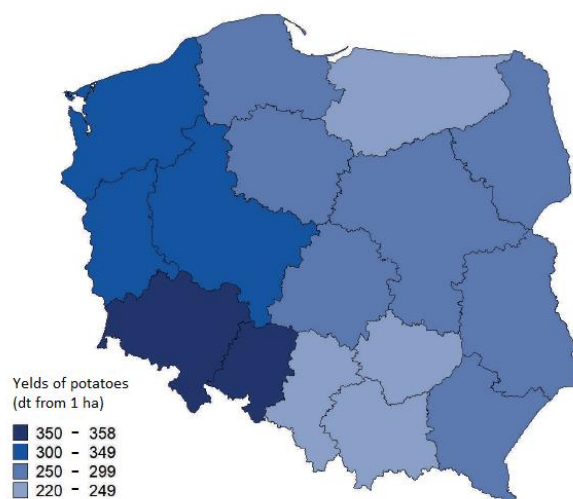 Yelds of potatoes
(dt from 1 ha)
350 - 358
300 - 349
250 - 299
220 - 249